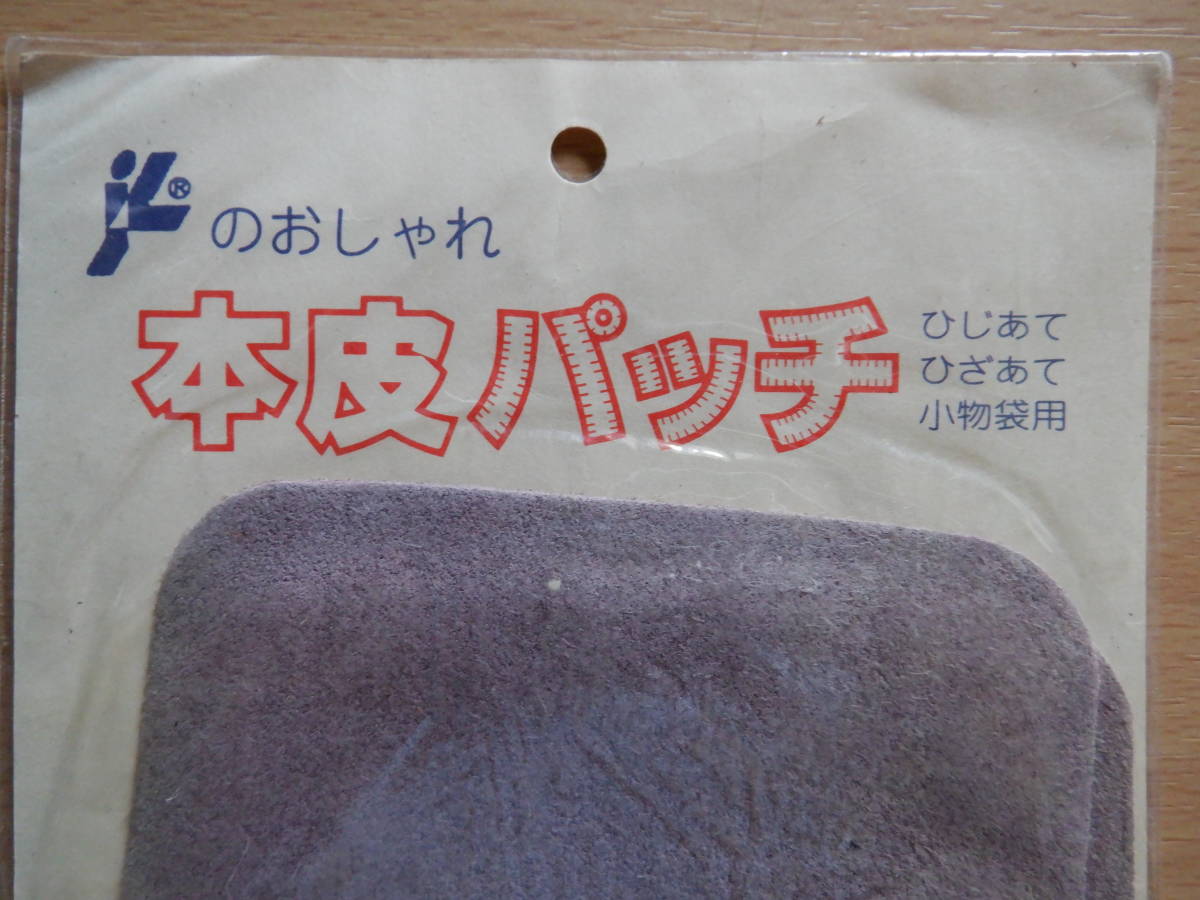 のおしゃれ
本皮パッチ
ひじあて
ひざあて
小物袋用